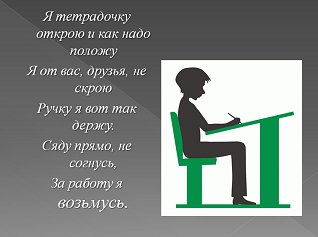 Я тетрадочку
открою и как надо
положу
Я от вас, друзья, не
скрою
Ручку я вот так
держу.
Сяду прямо, не
согнусь,
За работу я
возьмусь.